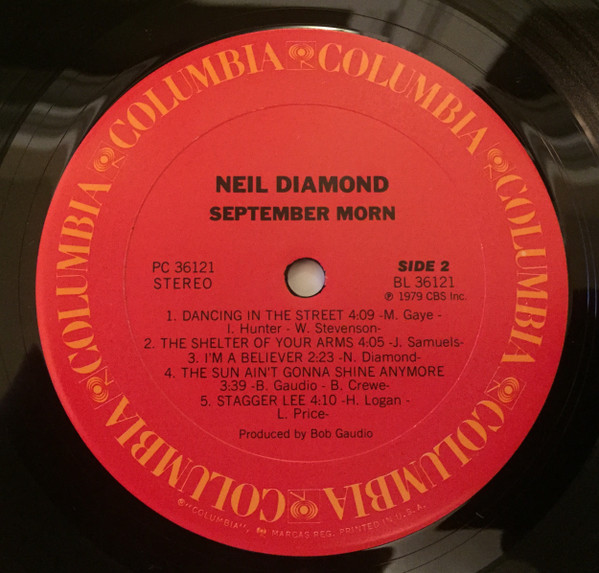 COLUMBIA COLUMBIA COLUMBIA COLUMBIA COLUMBIA COLUMBIA
NEIL DIAMOND
SEPTEMBER MORN
PC 36121
STEREO
SIDE 2
BL 36121
℗ 1979 CBS Inc.
1. DANCING IN THE STREET 4:09 -M. Gaye -
I. Hunter - W. Stevenson-
2. THE SHELTER OF YOUR ARMS 4:05 -J. Samuels-
3. I'M A BELIEVER 2:23 -N. Diamond-
4. THE SUN AIN'T GONNA SHINE ANYMORE
3:39 -B. Gaudio - B. Crewe-
5. STAGGER LEE 4:10 -H. Logan -
L. Price-
Produced by Bob Gaudio
®-"COLUMBIA", MARCAS REG. PRINTED IN U.S.A.